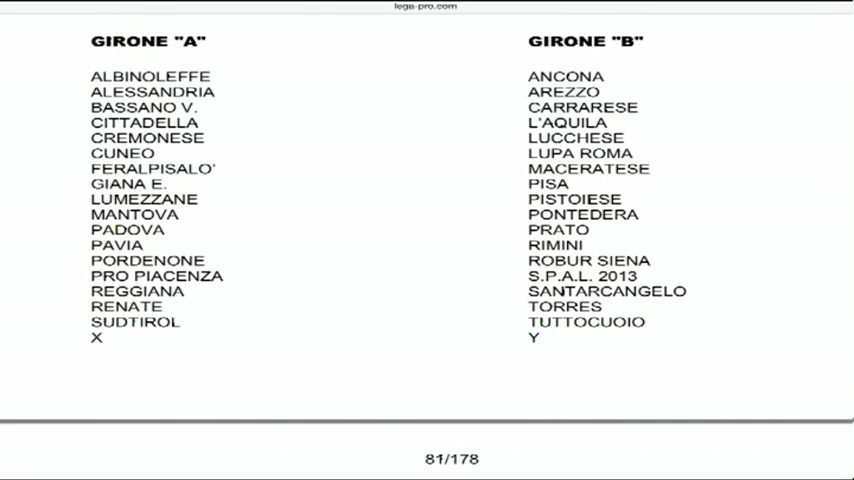 lega-pro.com
GIRONE "A"
ALBINOLEFFE
ALESSANDRIA
BASSANO V.
CITTADELLA
CREMONESE
CUNEO
FERALPISALO'
GIANA E.
LUMEZZANE
MANTOVA
PADOVA
PAVIA
PORDENONE
PRO PIACENZA
REGGIANA
RENATE
SUDTIROL
X
GIRONE "B"
ANCONA
AREZZO
CARRARESE
L'AQUILA
LUCCHESE
LUPA ROMA
MACERATESE
PISA
PISTOIESE
PONTEDERA
PRATO
RIMINI
ROBUR SIENA
S.P.A.L. 2013
SANTARCANGELO
TORRES
TUTTOCUOIO
Y
81/178